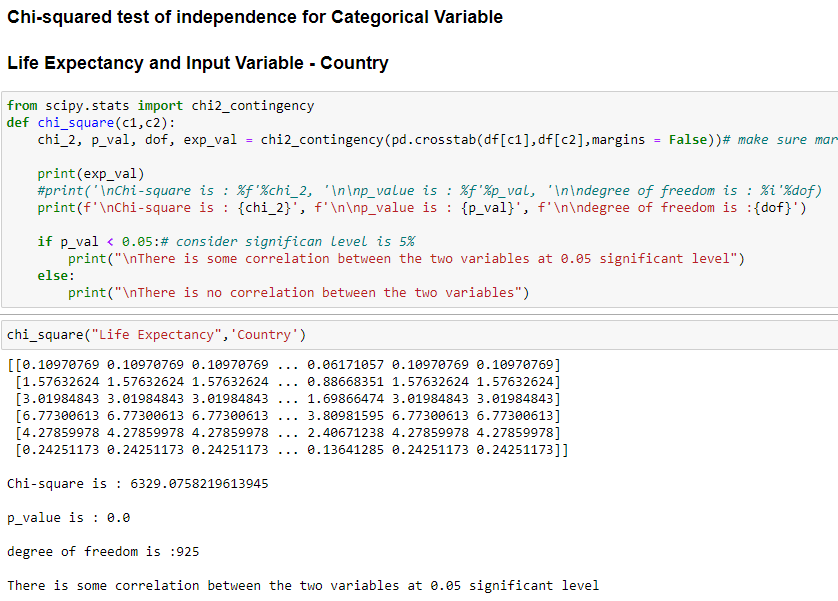 Chi-squared test of independence for Categorical Variable
Life Expectancy and Input Variable - Country
from scipy.stats import chi2_contingency
def chi_square(c1,c2):
    chi_2, p_val, dof, exp_val = chi2_contingency(pd.crosstab(df[c1],df[c2],margins = False))# make sure mar
    print(exp_val)
    #print('\nChi-square is : %f'%chi_2, '\n\np_value is : %f'%p_val, '\n\ndegree of freedom is : %i'%dof)
    print(f'\nChi-square is : {chi_2}', f'\n\np_value is : {p_val}', f'\n\ndegree of freedom is :{dof}')
    if p_val < 0.05:# consider significan level is 5%
        print("\nThere is some correlation between the two variables at 0.05 significant level")
    else:
        print("\nThere is no correlation between the two variables")
chi_square("Life Expectancy",'Country')
[[0.10970769 0.10970769 0.10970769 ... 0.06171057 0.10970769 0.10970769]
 [1.57632624 1.57632624 1.57632624 ... 0.88668351 1.57632624 1.57632624]
 [3.01984843 3.01984843 3.01984843 ... 1.69866474 3.01984843 3.01984843]
 [6.77300613 6.77300613 6.77300613 ... 3.80981595 6.77300613 6.77300613]
 [4.27859978 4.27859978 4.27859978 ... 2.40671238 4.27859978 4.27859978]
 [0.24251173 0.24251173 0.24251173 ... 0.13641285 0.24251173 0.24251173]]
Chi-square is : 6329.0758219613945
p_value is : 0.0
degree of freedom is :925
There is some correlation between the two variables at 0.05 significant level